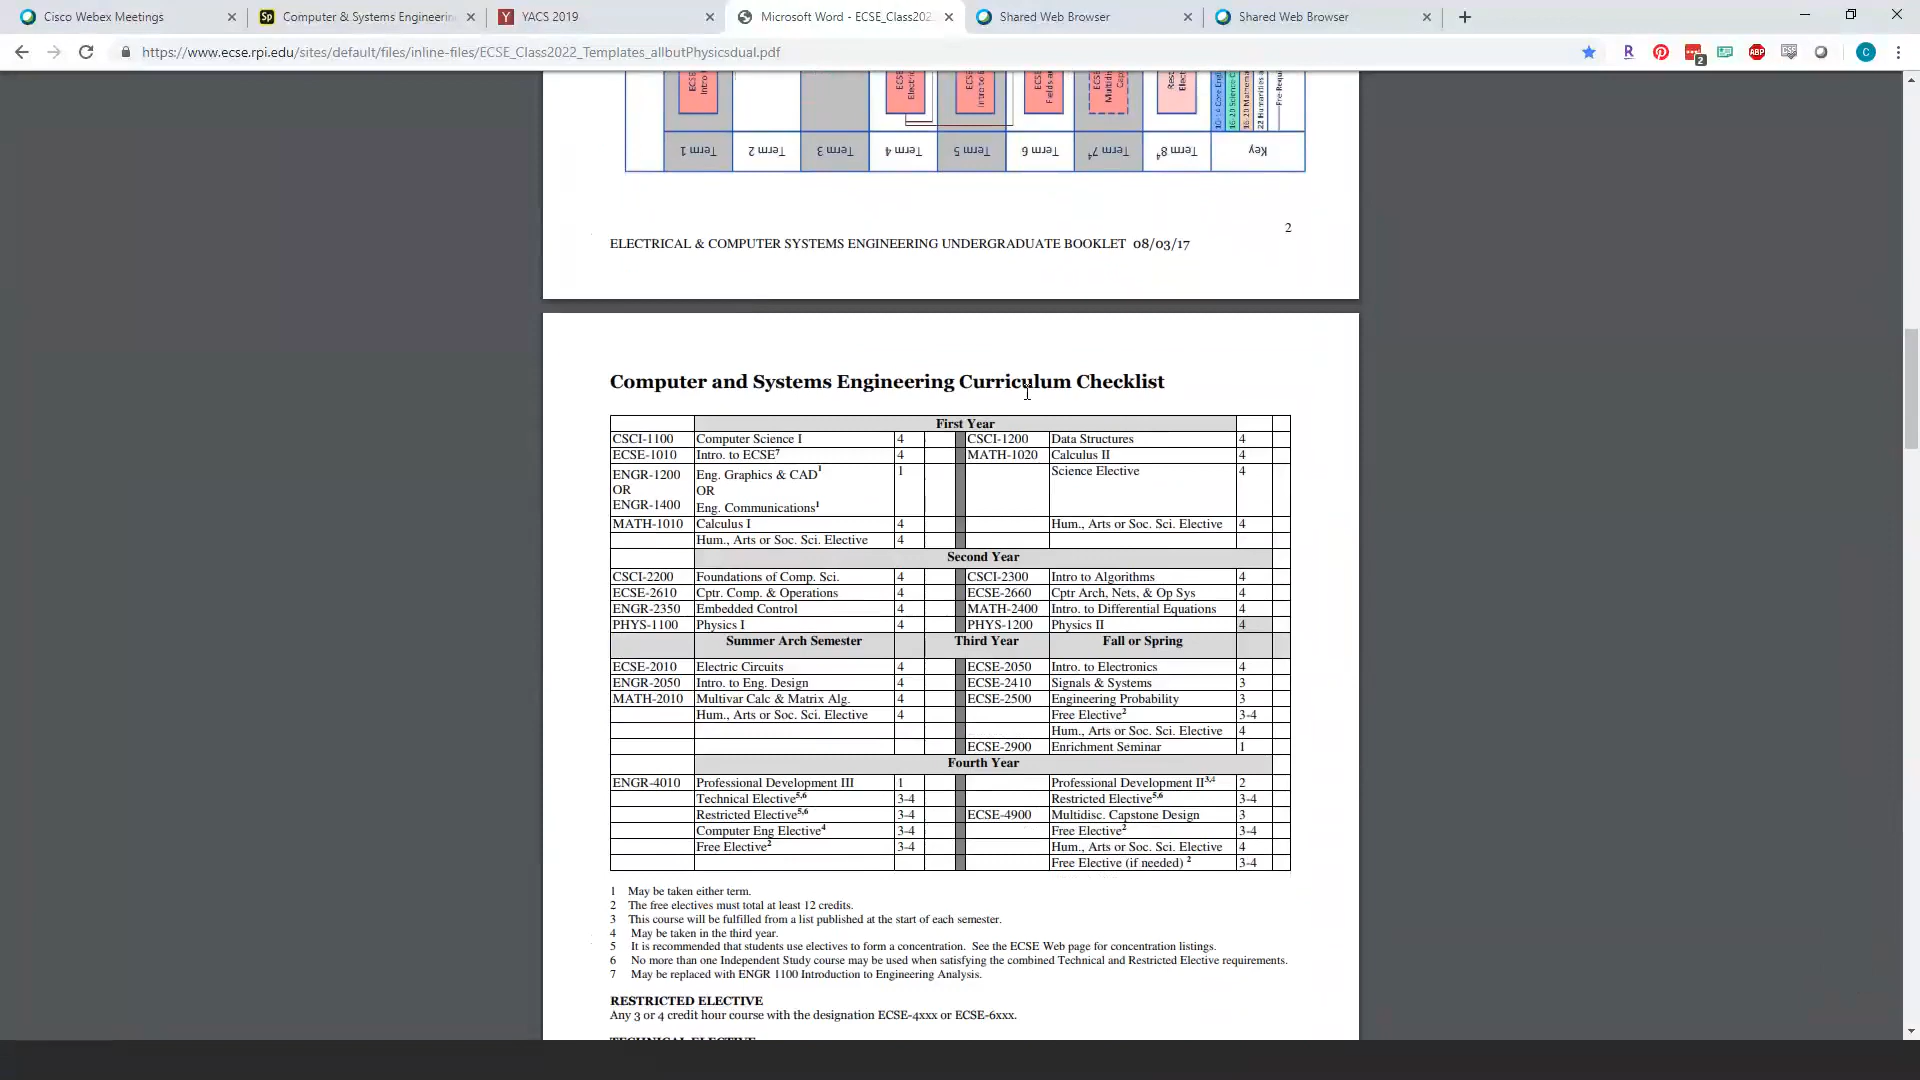 Cisco Webex Meetings
Computer & Systems Engineerin
YACS 2019
Microsoft Word - ECSE_Class202
Shared Web Browser
Shared Web Browser
https://www.ecse.rpi.edu/sites/default/files/inline-files/ECSE_Class2022_Templates_allbutPhysicsdual.pdf
Term 1 Term 2 Term 3 Term 4 Term 5 Term 6 Term 7⁴ Term 8⁴ Key
2
ELECTRICAL & COMPUTER SYSTEMS ENGINEERING UNDERGRADUATE BOOKLET 08/03/17
Computer and Systems Engineering Curriculum Checklist
First Year
CSCI-1100 Computer Science I 4 CSCI-1200 Data Structures 4
ECSE-1010 Intro. to ECSE⁷ 4 MATH-1020 Calculus II 4
ENGR-1200 Eng. Graphics & CAD¹ 1 Science Elective 4
OR OR
ENGR-1400 Eng. Communications¹
MATH-1010 Calculus I 4 Hum., Arts or Soc. Sci. Elective 4
Hum., Arts or Soc. Sci. Elective 4
Second Year
CSCI-2200 Foundations of Comp. Sci. 4 CSCI-2300 Intro to Algorithms 4
ECSE-2610 Cptr. Comp. & Operations 4 ECSE-2660 Cptr Arch, Nets, & Op Sys 4
ENGR-2350 Embedded Control 4 MATH-2400 Intro. to Differential Equations 4
PHYS-1100 Physics I 4 PHYS-1200 Physics II 4
Summer Arch Semester Third Year Fall or Spring
ECSE-2010 Electric Circuits 4 ECSE-2050 Intro. to Electronics 4
ENGR-2050 Intro. to Eng. Design 4 ECSE-2410 Signals & Systems 3
MATH-2010 Multivar Calc & Matrix Alg. 4 ECSE-2500 Engineering Probability 3
Hum., Arts or Soc. Sci. Elective 4 Free Elective² 3-4
Hum., Arts or Soc. Sci. Elective 4
ECSE-2900 Enrichment Seminar 1
Fourth Year
ENGR-4010 Professional Development III 1 Professional Development II³,⁴ 2
Technical Elective⁵,⁶ 3-4 Restricted Elective⁵,⁶ 3-4
Restricted Elective⁵,⁶ 3-4 ECSE-4900 Multidisc. Capstone Design 3
Computer Eng Elective⁴ 3-4 Free Elective² 3-4
Free Elective² 3-4 Hum., Arts or Soc. Sci. Elective 4
Free Elective (if needed) ² 3-4
1 May be taken either term.
2 The free electives must total at least 12 credits.
3 This course will be fulfilled from a list published at the start of each semester.
4 May be taken in the third year.
5 It is recommended that students use electives to form a concentration. See the ECSE Web page for concentration listings.
6 No more than one Independent Study course may be used when satisfying the combined Technical and Restricted Elective requirements.
7 May be replaced with ENGR 1100 Introduction to Engineering Analysis.
RESTRICTED ELECTIVE
Any 3 or 4 credit hour course with the designation ECSE-4xxx or ECSE-6xxx.